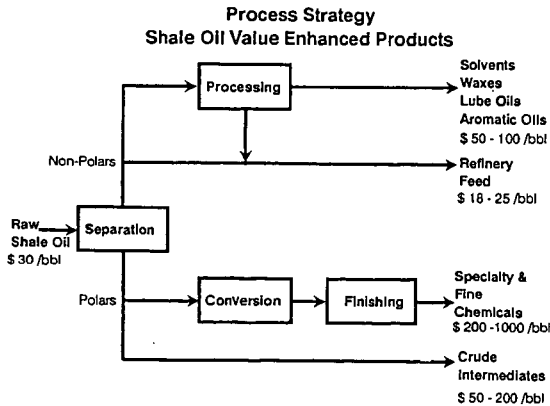 Process Strategy
Shale Oil Value Enhanced Products
Processing
Solvents
Waxes
Lube Oils
Aromatic Oils
$ 50 - 100 /bbl
Non-Polars
Refinery
Feed
$ 18 - 25 /bbl
Raw
Shale Oil
$ 30 /bbl
Separation
Polars
Conversion
Finishing
Specialty &
Fine
Chemicals
$ 200 -1000 /bbl
Crude
Intermediates
$ 50 - 200 /bbl